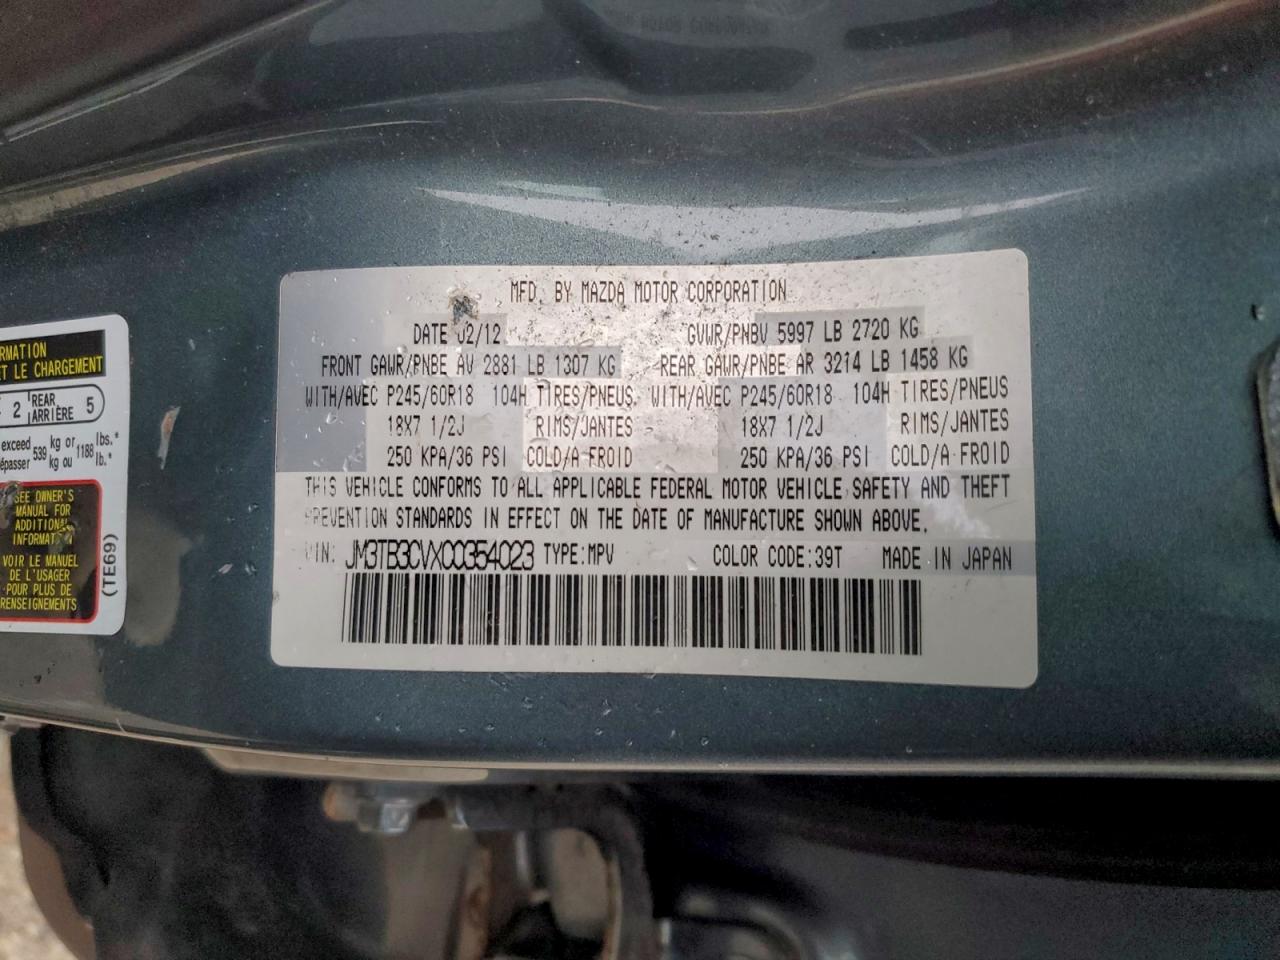 RMATION
ET LE CHARGEMENT
2 REAR ARRIÈRE 5
exceed 539 kg or 1188 lbs.*
épasser kg ou lb.*
SEE OWNER'S
MANUAL FOR
ADDITIONAL
INFORMATION
VOIR LE MANUEL
DE L'USAGER
POUR PLUS DE
RENSEIGNEMENTS
(TE69)
MFD. BY MAZDA MOTOR CORPORATION
DATE 02/12 GVWR/PNBV 5997 LB 2720 KG
FRONT GAWR/PNBE AV 2881 LB 1307 KG REAR GAWR/PNBE AR 3214 LB 1458 KG
WITH/AVEC P245/60R18 104H TIRES/PNEUS WITH/AVEC P245/60R18 104H TIRES/PNEUS
18X7 1/2J RIMS/JANTES 18X7 1/2J RIMS/JANTES
250 KPA/36 PSI COLD/A FROID 250 KPA/36 PSI COLD/A FROID
THIS VEHICLE CONFORMS TO ALL APPLICABLE FEDERAL MOTOR VEHICLE SAFETY AND THEFT
PREVENTION STANDARDS IN EFFECT ON THE DATE OF MANUFACTURE SHOWN ABOVE.
VIN: JM3TB3CVXC0354023 TYPE:MPV COLOR CODE:39T MADE IN JAPAN